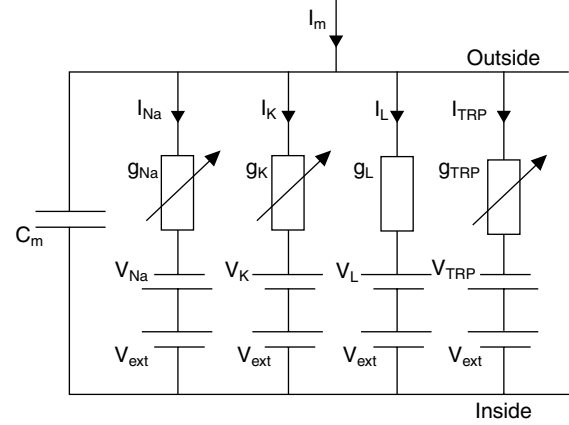 I_m
Outside
I_Na I_K I_L I_TRP
g_Na g_K g_L g_TRP
C_m
V_Na V_K V_L V_TRP
V_ext V_ext V_ext V_ext
Inside